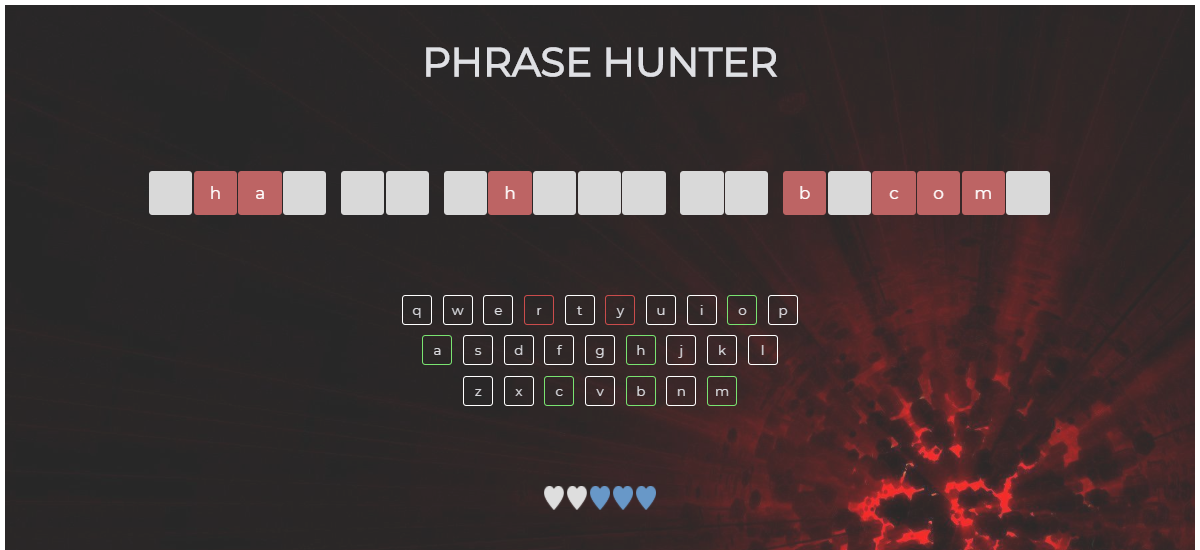 PHRASE HUNTER
h a h b c o m
q w e r t y u i o p
a s d f g h j k l
z x c v b n m